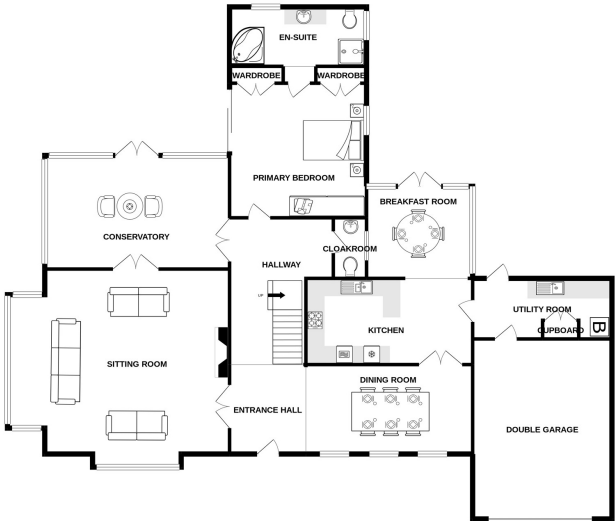 EN-SUITE
WARDROBE
WARDROBE
PRIMARY BEDROOM
BREAKFAST ROOM
CONSERVATORY
CLOAKROOM
HALLWAY
UP
UTILITY ROOM
KITCHEN
CUPBOARD
B
SITTING ROOM
DINING ROOM
ENTRANCE HALL
DOUBLE GARAGE